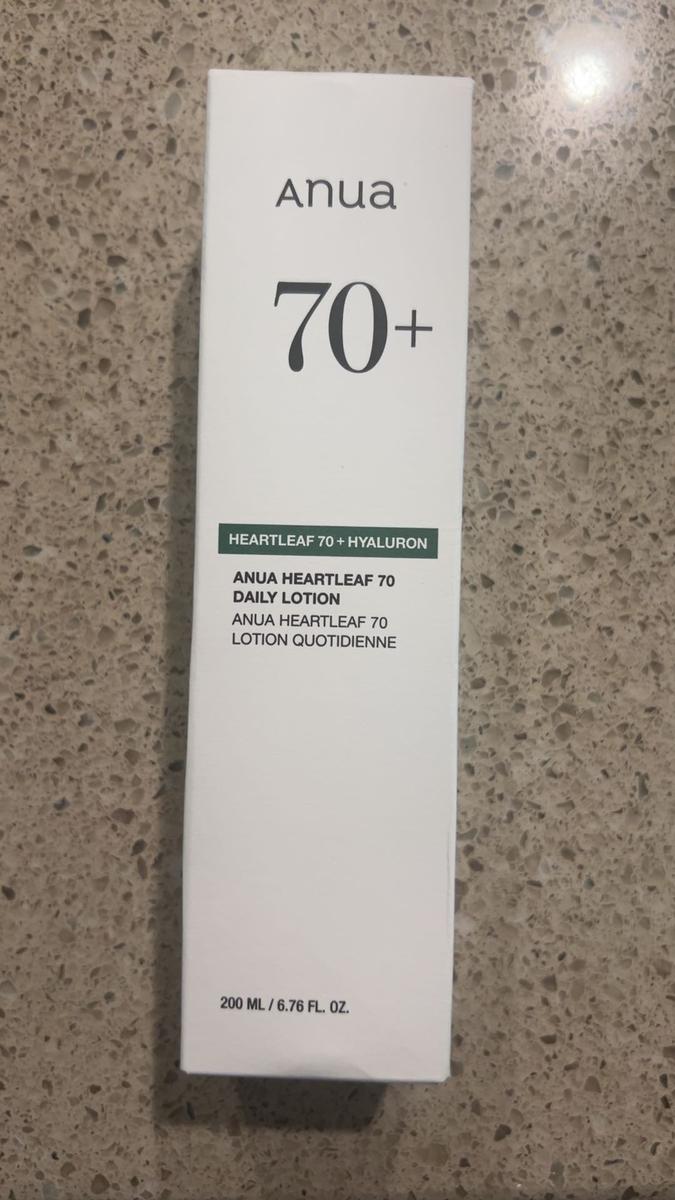 Anua
70+
HEARTLEAF 70 + HYALURON
ANUA HEARTLEAF 70
DAILY LOTION
ANUA HEARTLEAF 70
LOTION QUOTIDIENNE
200 ML / 6.76 FL. OZ.